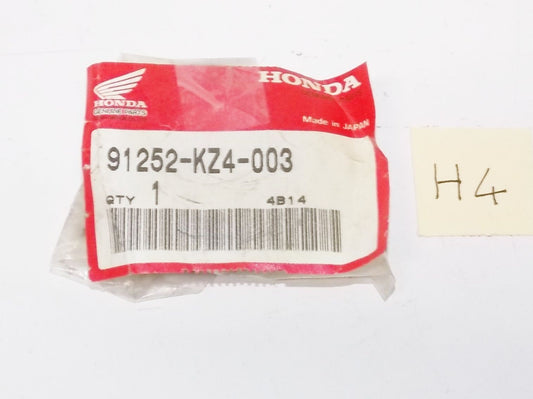 HONDA
GENUINE PARTS
HONDA
Made in JAPAN
91252-KZ4-003
QTY 1 4B14
H4